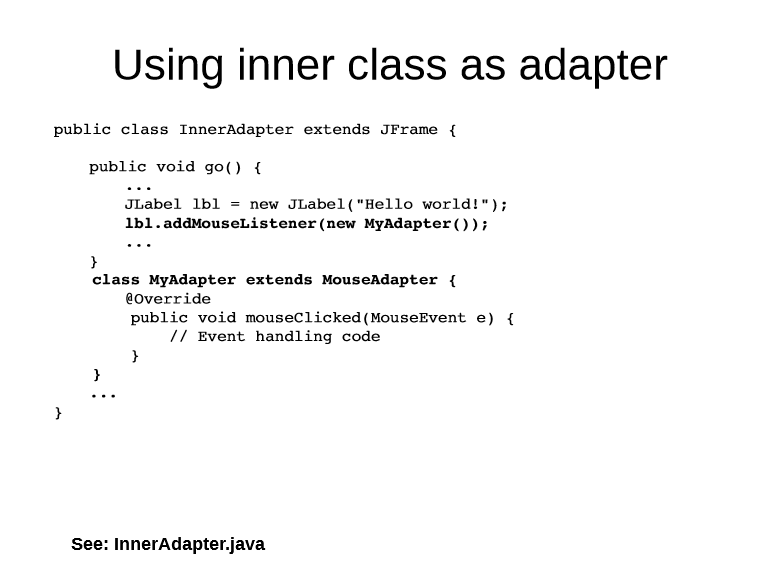 Using inner class as adapter
public class InnerAdapter extends JFrame {
public void go() {
...
JLabel lbl = new JLabel("Hello world!");
lbl.addMouseListener(new MyAdapter());
...
}
class MyAdapter extends MouseAdapter {
@Override
public void mouseClicked(MouseEvent e) {
// Event handling code
}
}
...
}
See: InnerAdapter.java